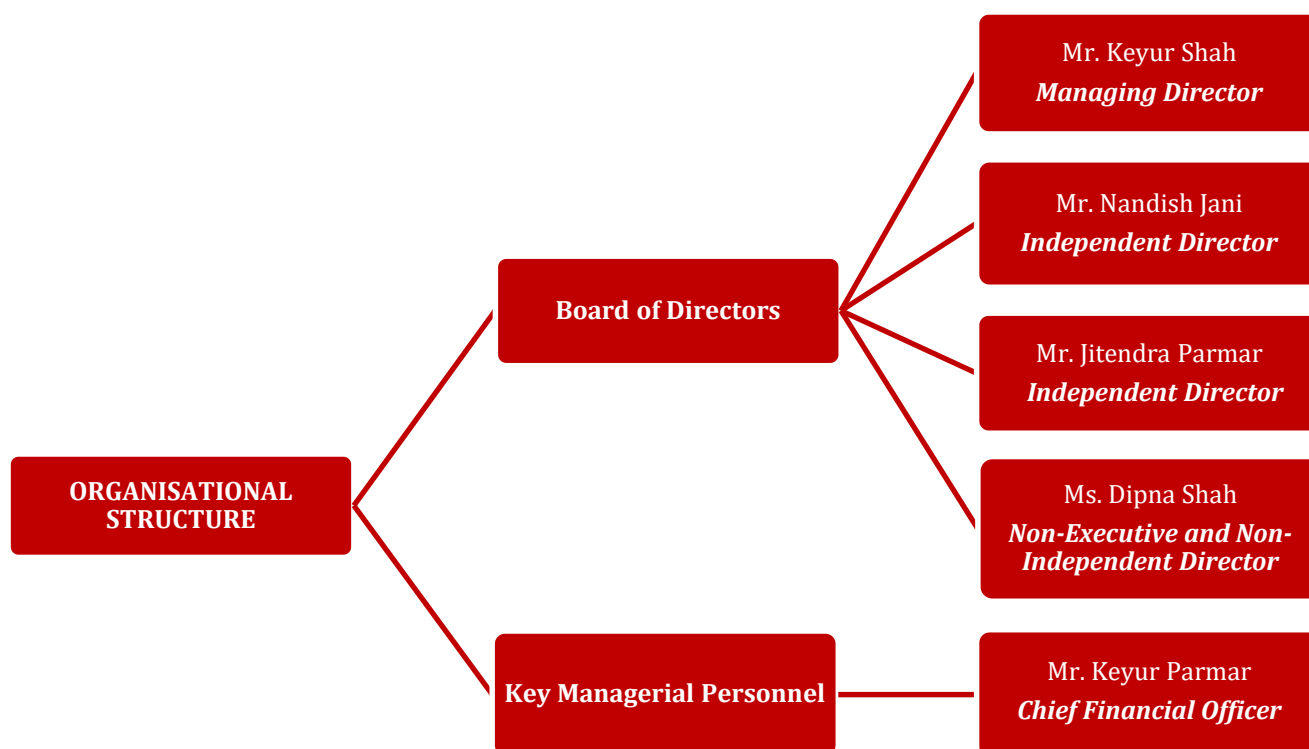 ORGANISATIONAL
STRUCTURE
Board of Directors
Mr. Keyur Shah
Managing Director
Mr. Nandish Jani
Independent Director
Mr. Jitendra Parmar
Independent Director
Ms. Dipna Shah
Non-Executive and Non-
Independent Director
Key Managerial Personnel
Mr. Keyur Parmar
Chief Financial Officer